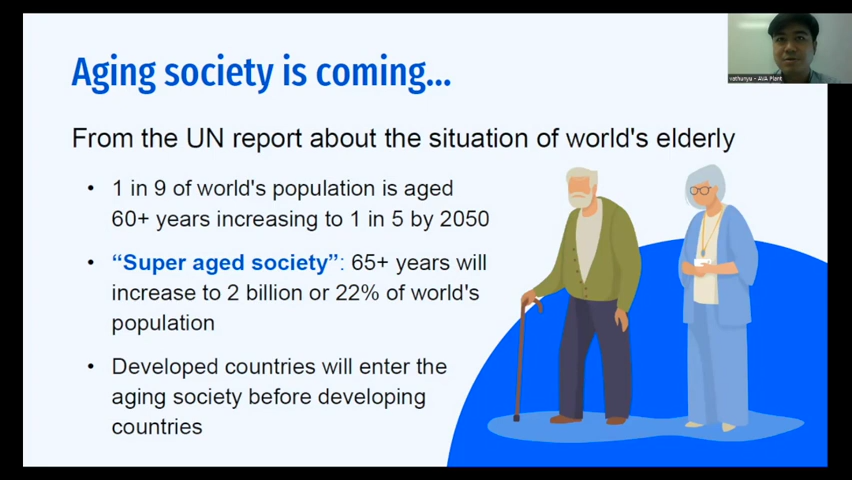 Aging society is coming...
From the UN report about the situation of world's elderly
• 1 in 9 of world's population is aged
60+ years increasing to 1 in 5 by 2050
• “Super aged society”: 65+ years will
increase to 2 billion or 22% of world's
population
• Developed countries will enter the
aging society before developing
countries
- AVA Plant